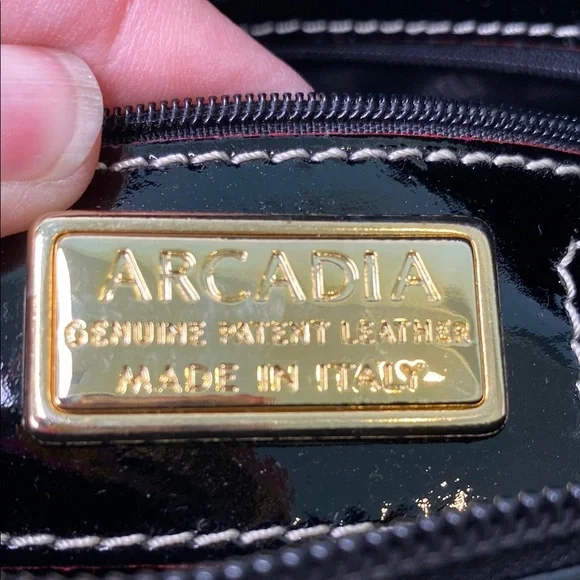 ARCADIA
GENUINE PATENT LEATHER
MADE IN ITALY